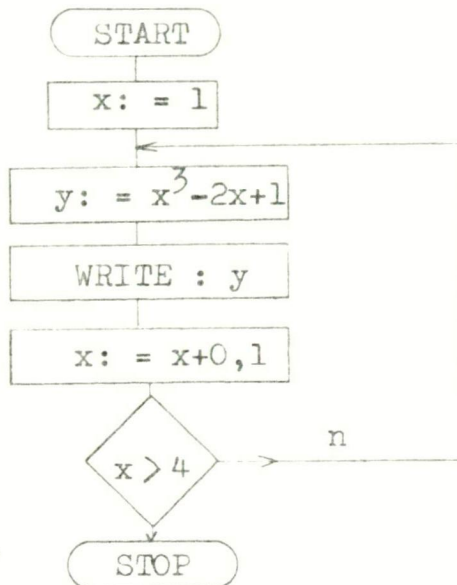 START
x: = 1
y: = x³-2x+1
WRITE : y
x: = x+0,1
n
x > 4
STOP